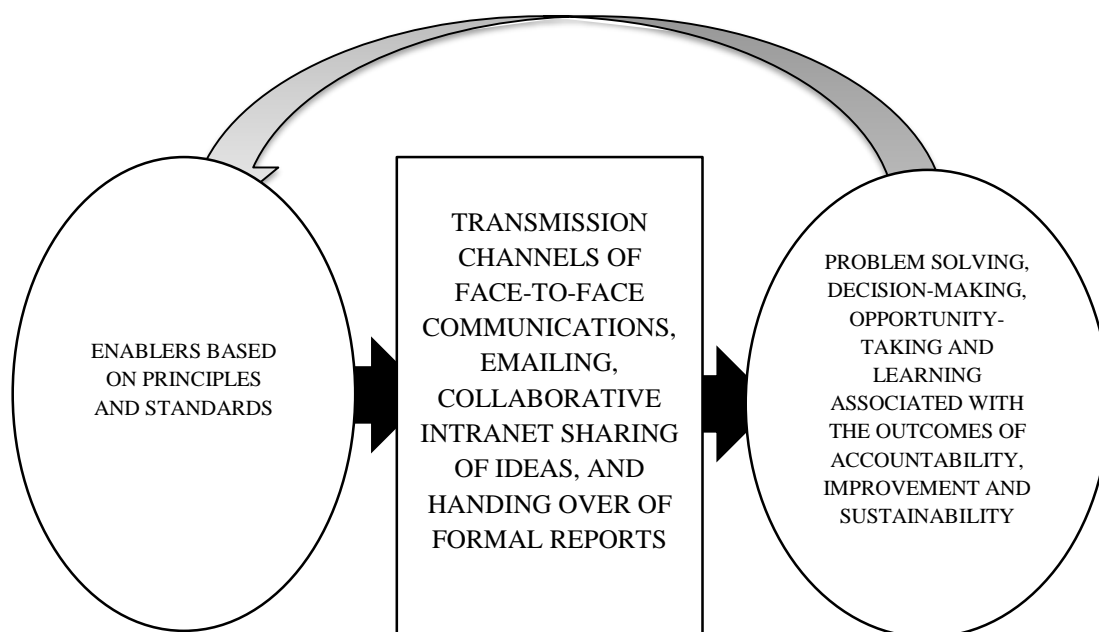 ENABLERS BASED
ON PRINCIPLES
AND STANDARDS
TRANSMISSION
CHANNELS OF
FACE-TO-FACE
COMMUNICATIONS,
EMAILING,
COLLABORATIVE
INTRANET SHARING
OF IDEAS, AND
HANDING OVER OF
FORMAL REPORTS
PROBLEM SOLVING,
DECISION-MAKING,
OPPORTUNITY-
TAKING AND
LEARNING
ASSOCIATED WITH
THE OUTCOMES OF
ACCOUNTABILITY,
IMPROVEMENT AND
SUSTAINABILITY